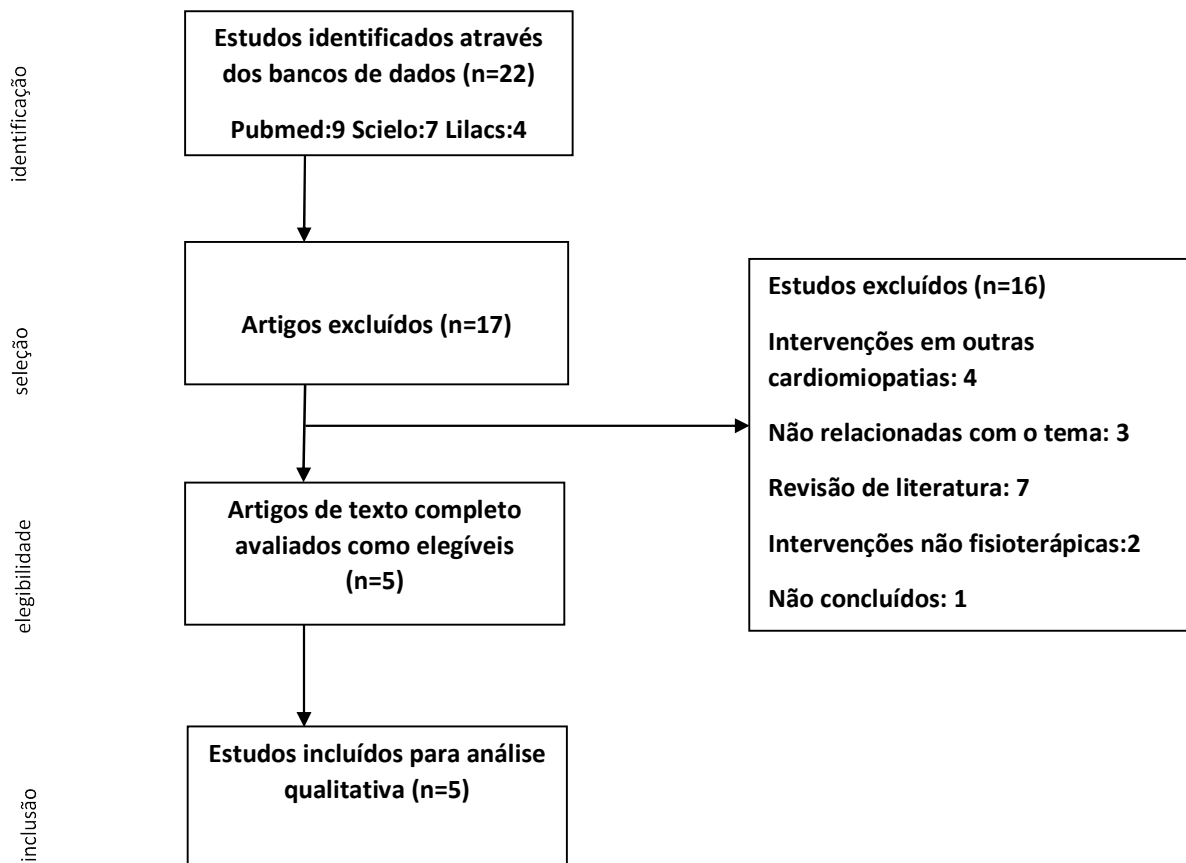 identificação
Estudos identificados através
dos bancos de dados (n=22)
Pubmed:9 Scielo:7 Lilacs:4
seleção
Artigos excluídos (n=17)
Estudos excluídos (n=16)
Intervenções em outras
cardiomiopatias: 4
Não relacionadas com o tema: 3
Revisão de literatura: 7
Intervenções não fisioterápicas:2
Não concluídos: 1
elegibilidade
Artigos de texto completo
avaliados como elegíveis
(n=5)
inclusão
Estudos incluídos para análise
qualitativa (n=5)